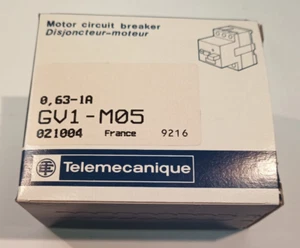 Motor circuit breaker
Disjoncteur-moteur
0,63-1A
GV1-M05
021004 France 9216
Telemecanique